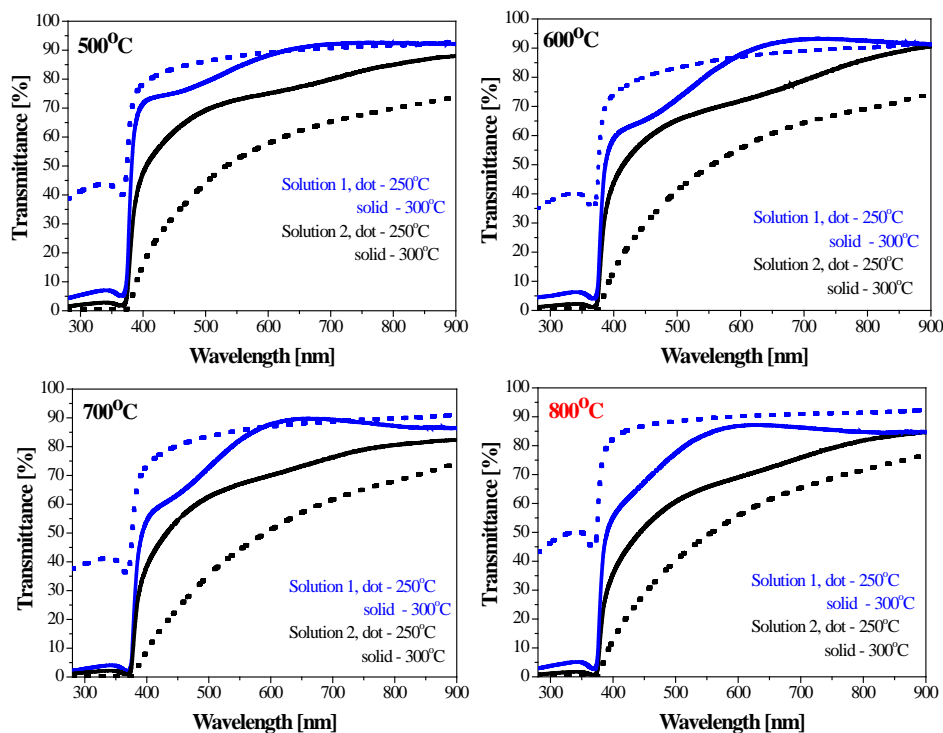 500°C
Transmittance [%]
100
90
80
70
60
50
40
30
20
10
0
Solution 1, dot - 250°C
solid - 300°C
Solution 2, dot - 250°C
solid - 300°C
300 400 500 600 700 800 900
Wavelength [nm]
600°C
Transmittance [%]
100
90
80
70
60
50
40
30
20
10
0
Solution 1, dot - 250°C
solid - 300°C
Solution 2, dot - 250°C
solid - 300°C
300 400 500 600 700 800 900
Wavelength [nm]
700°C
Transmittance [%]
100
90
80
70
60
50
40
30
20
10
0
Solution 1, dot - 250°C
solid - 300°C
Solution 2, dot - 250°C
solid - 300°C
300 400 500 600 700 800 900
Wavelength [nm]
800°C
Transmittance [%]
100
90
80
70
60
50
40
30
20
10
0
Solution 1, dot - 250°C
solid - 300°C
Solution 2, dot - 250°C
solid - 300°C
300 400 500 600 700 800 900
Wavelength [nm]